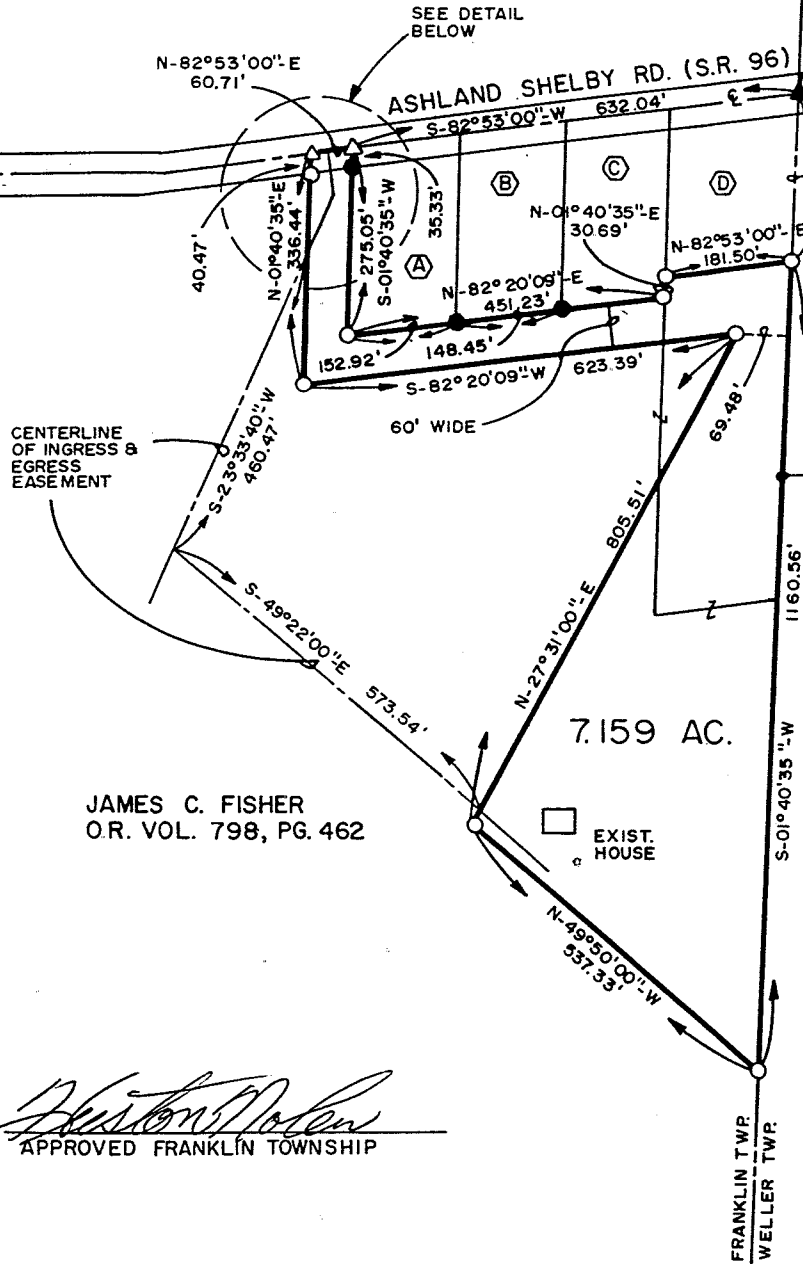 SEE DETAIL
BELOW
N-82°53'00"-E
60.71'
ASHLAND SHELBY RD. (S.R. 96)
S-82°53'00"-W 632.04' ℄
40.47'
N-01°40'35"-E
336.44'
275.05'
S-01°40'35"-W
35.33'
A
B
C
D
N-01°40'35"-E
30.69'
N-82°53'00"-E
181.50'
N-82°20'09"-E
451.23'
152.92'
148.45'
S-82°20'09"-W 623.39'
60' WIDE
69.48'
CENTERLINE
OF INGRESS &
EGRESS
EASEMENT
S-23°33'40"-W
460.47'
S-49°22'00"-E 573.54'
N-27°31'00"-E 805.51'
1160.56'
S-01°40'35"-W
7.159 AC.
JAMES C. FISHER
O.R. VOL. 798, PG. 462
EXIST.
HOUSE
N-49°50'00"-W
537.33'
APPROVED FRANKLIN TOWNSHIP
FRANKLIN TWP.
WELLER TWP.